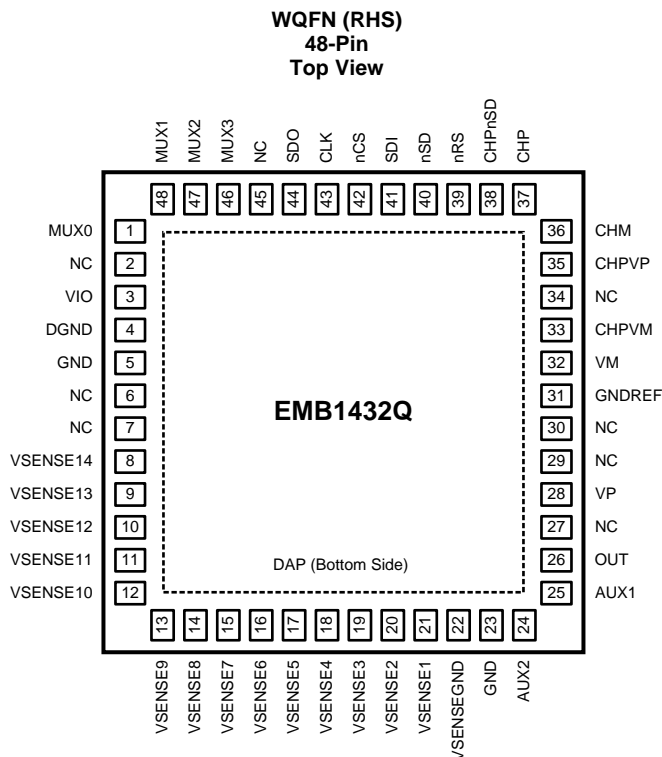 WQFN (RHS)
48-Pin
Top View
MUX1
MUX2
MUX3
NC
SDO
CLK
nCS
SDI
nSD
nRS
CHPnSD
CHP
48
47
46
45
44
43
42
41
40
39
38
37
MUX0 1
NC 2
VIO 3
DGND 4
GND 5
NC 6
NC 7
VSENSE14 8
VSENSE13 9
VSENSE12 10
VSENSE11 11
VSENSE10 12
36 CHM
35 CHPVP
34 NC
33 CHPVM
32 VM
31 GNDREF
30 NC
29 NC
28 VP
27 NC
26 OUT
25 AUX1
EMB1432Q
DAP (Bottom Side)
13
14
15
16
17
18
19
20
21
22
23
24
VSENSE9
VSENSE8
VSENSE7
VSENSE6
VSENSE5
VSENSE4
VSENSE3
VSENSE2
VSENSE1
VSENSEGND
GND
AUX2